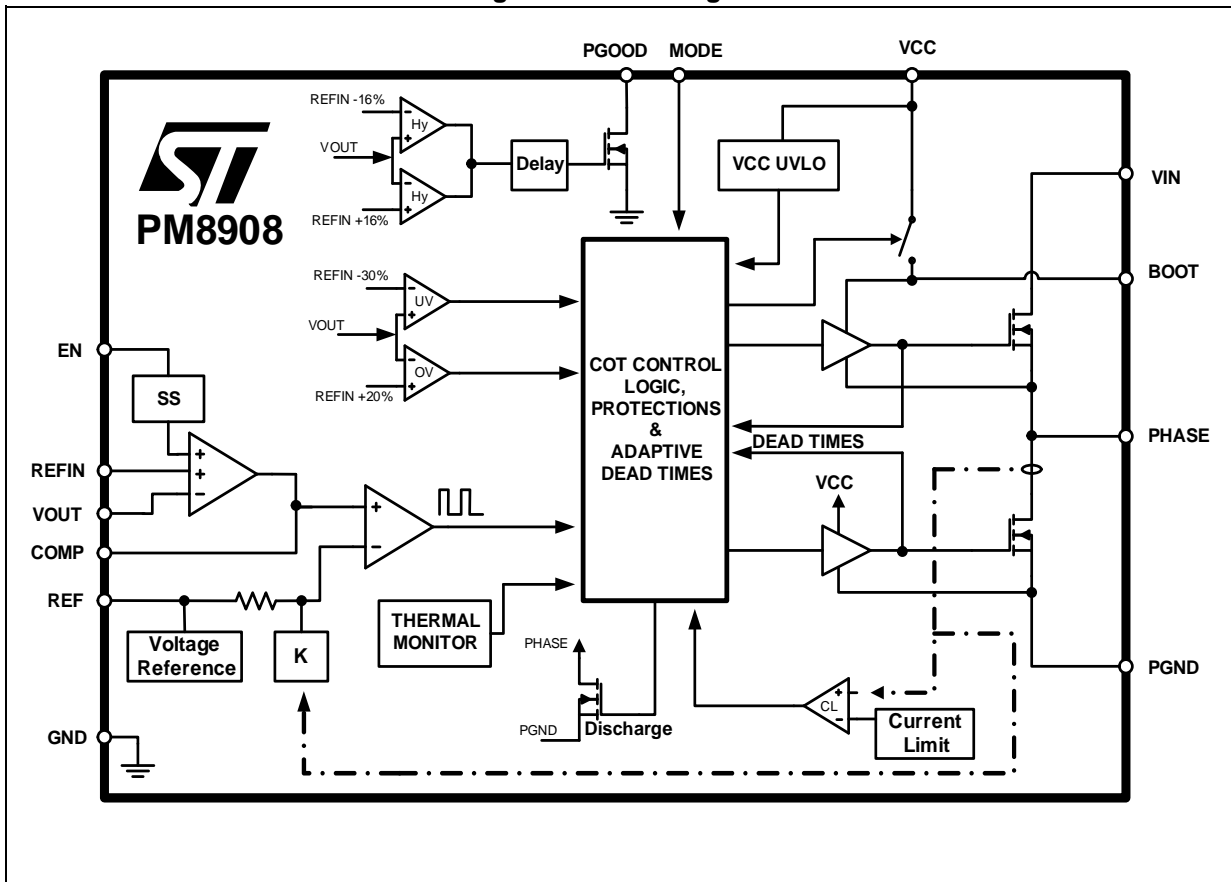 PGOOD
MODE
VCC
REFIN -16%
Hy
VOUT
Hy
REFIN +16%
Delay
VCC UVLO
VIN
ST
PM8908
BOOT
REFIN -30%
UV
VOUT
OV
REFIN +20%
COT CONTROL
LOGIC,
PROTECTIONS
&
ADAPTIVE
DEAD TIMES
EN
SS
REFIN
VOUT
COMP
REF
DEAD TIMES
VCC
PHASE
Voltage
Reference
K
THERMAL
MONITOR
PHASE
PGND
Discharge
CL
Current
Limit
PGND
GND